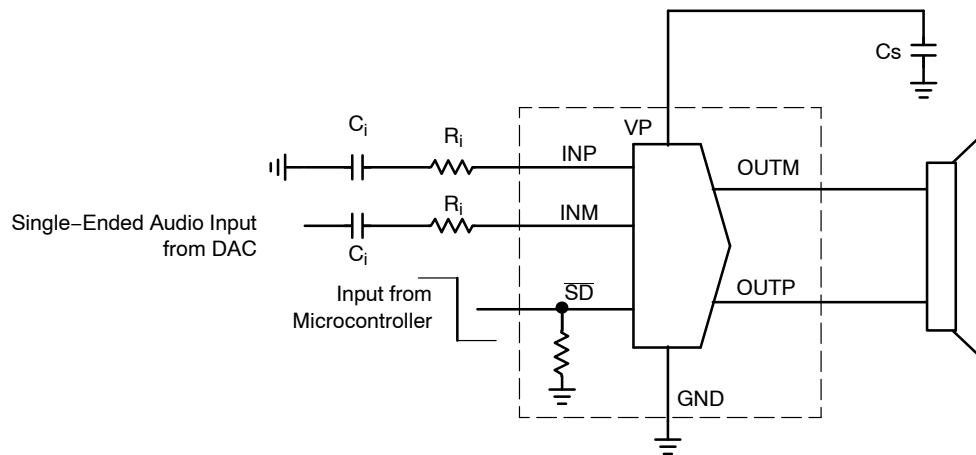 Cs
VP
Ci
Ri
INP
OUTM
Single−Ended Audio Input
from DAC
Ri
INM
Ci
Input from
Microcontroller
SD
OUTP
GND